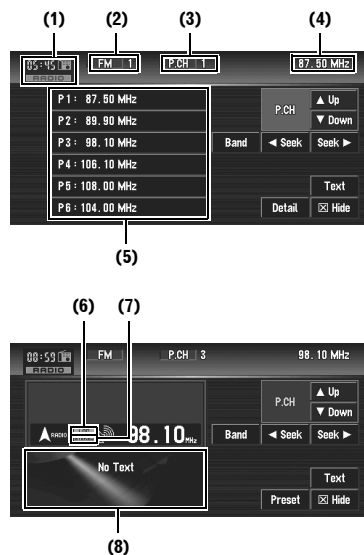 (1) (2) (3) (4)
05:45 FM 1 P.CH 1 87.50 MHz
RADIO
P1: 87.50 MHz
P2: 89.90 MHz
P3: 98.10 MHz
P4: 106.10 MHz
P5: 108.00 MHz
P6: 104.00 MHz
P.CH ▲ Up
▼ Down
Band ◄ Seek Seek ►
Text
Detail ☒ Hide
(5)
(6) (7)
FM P.CH 3 98.10 MHz
RADIO
P.CH ▲ Up
▼ Down
RADIO 98.10 MHz
Band ◄ Seek Seek ►
No Text
Text
Preset ☒ Hide
(8)